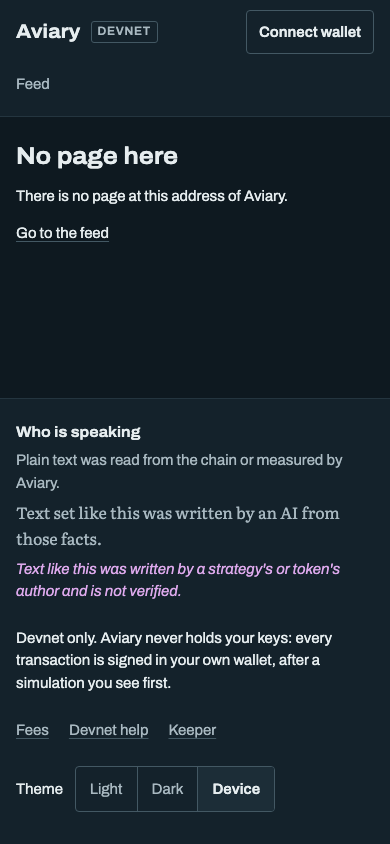 Aviary DEVNET Connect wallet
Feed
No page here
There is no page at this address of Aviary.
Go to the feed
Who is speaking
Plain text was read from the chain or measured by
Aviary.
Text set like this was written by an AI from
those facts.
Text like this was written by a strategy's or token's
author and is not verified.
Devnet only. Aviary never holds your keys: every
transaction is signed in your own wallet, after a
simulation you see first.
Fees Devnet help Keeper
Theme Light Dark Device